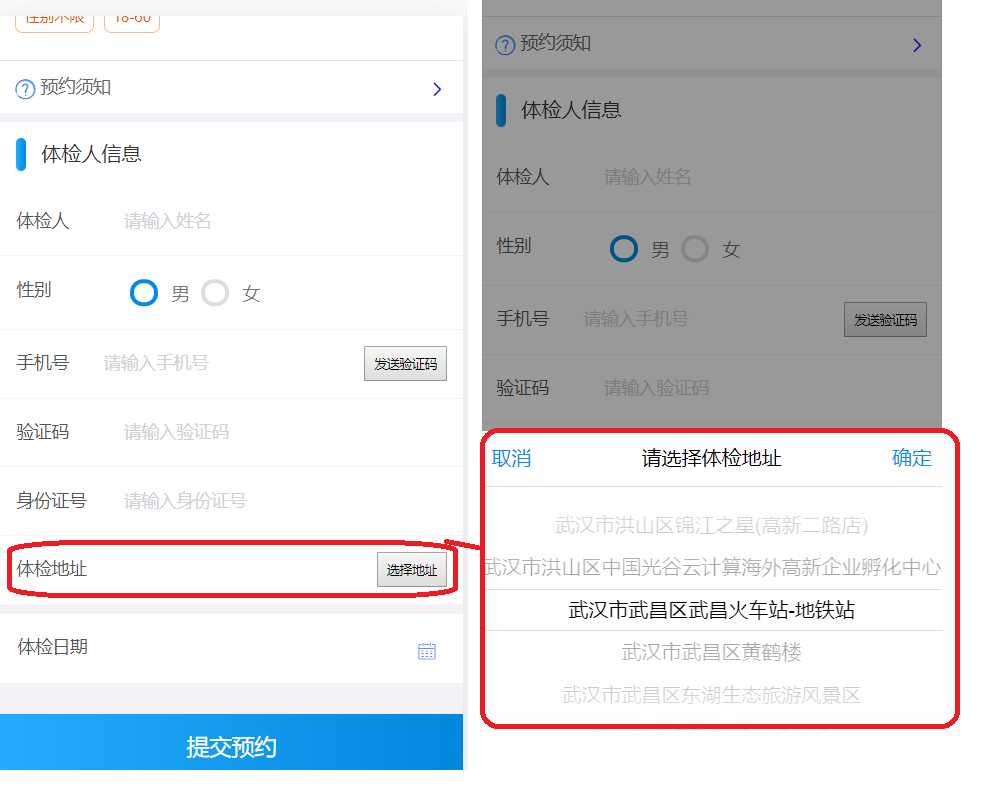 性别不限 18-60
预约须知
体检人信息
体检人 请输入姓名
性别 男 女
手机号 请输入手机号 发送验证码
验证码 请输入验证码
身份证号 请输入身份证号
体检地址 选择地址
体检日期
提交预约
预约须知
体检人信息
体检人 请输入姓名
性别 男 女
手机号 请输入手机号 发送验证码
验证码 请输入验证码
取消 请选择体检地址 确定
武汉市洪山区锦江之星(高新二路店)
武汉市洪山区中国光谷云计算海外高新企业孵化中心
武汉市武昌区武昌火车站-地铁站
武汉市武昌区黄鹤楼
武汉市武昌区东湖生态旅游风景区